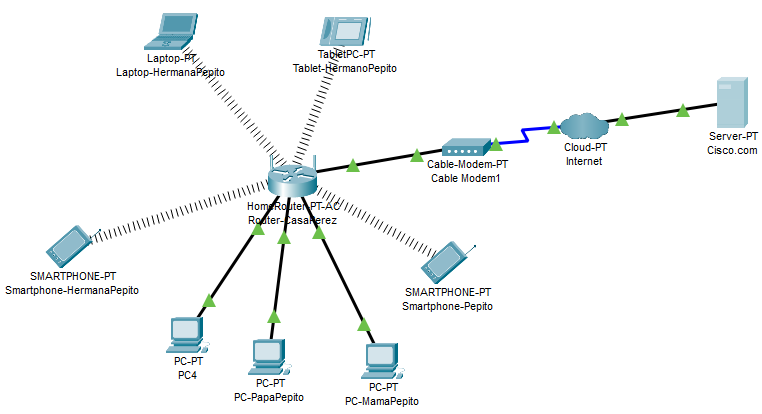 Laptop-PT
Laptop-HermanaPepito
TabletPC-PT
Tablet-HermanoPepito
Server-PT
Cisco.com
Cloud-PT
Internet
Cable-Modem-PT
Cable Modem1
HomeRouter-PT-AC
Router-CasaPerez
SMARTPHONE-PT
Smartphone-HermanaPepito
SMARTPHONE-PT
Smartphone-Pepito
PC-PT
PC4
PC-PT
PC-PapaPepito
PC-PT
PC-MamaPepito